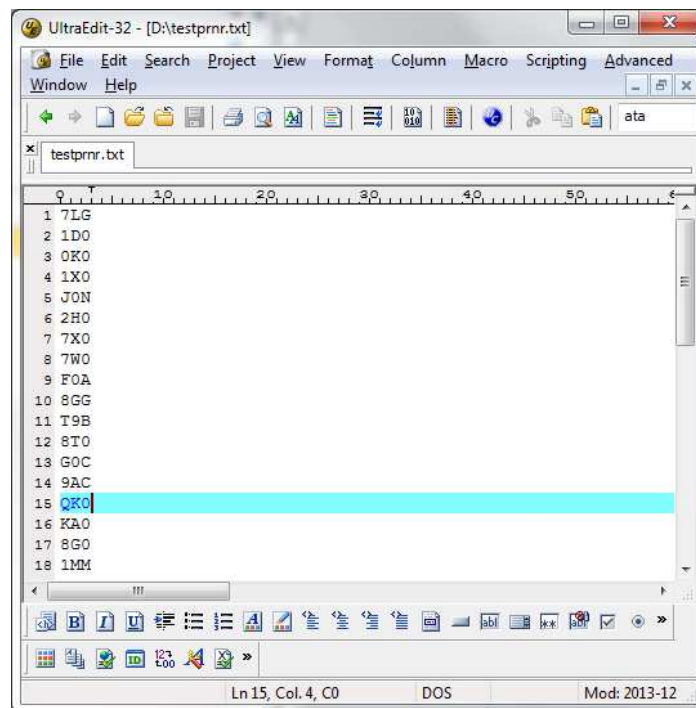 UltraEdit-32 - [D:\testprnr.txt]
File Edit Search Project View Format Column Macro Scripting Advanced
Window Help
ata
testprnr.txt
0 10 20 30 40 50 6
1 7LG
2 1D0
3 0K0
4 1X0
5 J0N
6 2H0
7 7X0
8 7W0
9 F0A
10 8GG
11 T9B
12 8T0
13 G0C
14 9AC
15 QK0
16 KA0
17 8G0
18 1MM
Ln 15, Col. 4, C0 DOS Mod: 2013-12